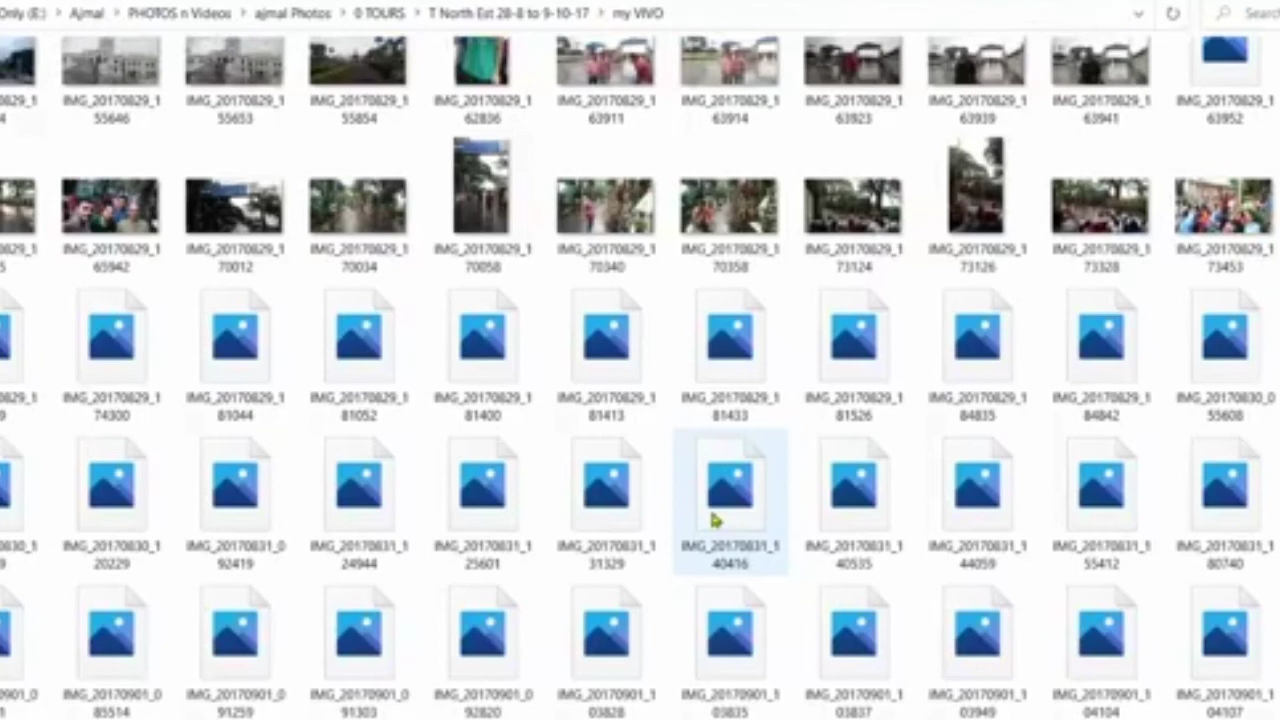 Only (E:) > Ajmal > PHOTOS n Videos > ajmal Photos > 0 TOURS > T North Est 28-8 to 9-10-17 > my VIVO
Searc
IMG_20170829_1 IMG_20170829_1 IMG_20170829_1 IMG_20170829_1 IMG_20170829_1 IMG_20170829_1 IMG_20170829_1 IMG_20170829_1 IMG_20170829_1 IMG_20170829_1
55646 55653 55854 62836 63911 63914 63923 63939 63941 63952
IMG_20170829_1 IMG_20170829_1 IMG_20170829_1 IMG_20170829_1 IMG_20170829_1 IMG_20170829_1 IMG_20170829_1 IMG_20170829_1 IMG_20170829_1 IMG_20170829_1
65942 70012 70034 70058 70340 70358 73124 73126 73328 73453
IMG_20170829_1 IMG_20170829_1 IMG_20170829_1 IMG_20170829_1 IMG_20170829_1 IMG_20170829_1 IMG_20170829_1 IMG_20170829_1 IMG_20170829_1 IMG_20170830_0
74300 81044 81052 81400 81413 81433 81526 84835 84842 55608
IMG_20170830_1 IMG_20170831_0 IMG_20170831_1 IMG_20170831_1 IMG_20170831_1 IMG_20170831_1 IMG_20170831_1 IMG_20170831_1 IMG_20170831_1 IMG_20170831_1
20229 92419 24944 25601 31329 40416 40535 44059 55412 80740
IMG_20170901_0 IMG_20170901_0 IMG_20170901_0 IMG_20170901_0 IMG_20170901_1 IMG_20170901_1 IMG_20170901_1 IMG_20170901_1 IMG_20170901_1 IMG_20170901_1
85514 91259 91303 92820 03828 03835 03837 03949 04104 04107